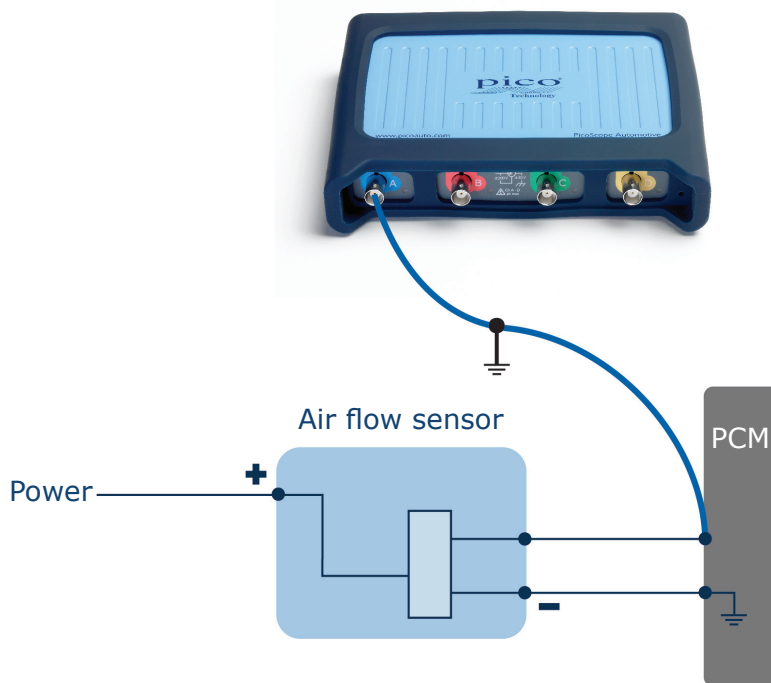 pico
Technology
www.picoauto.com
PicoScope Automotive
A
B
C
D
Air flow sensor
PCM
+
Power
-